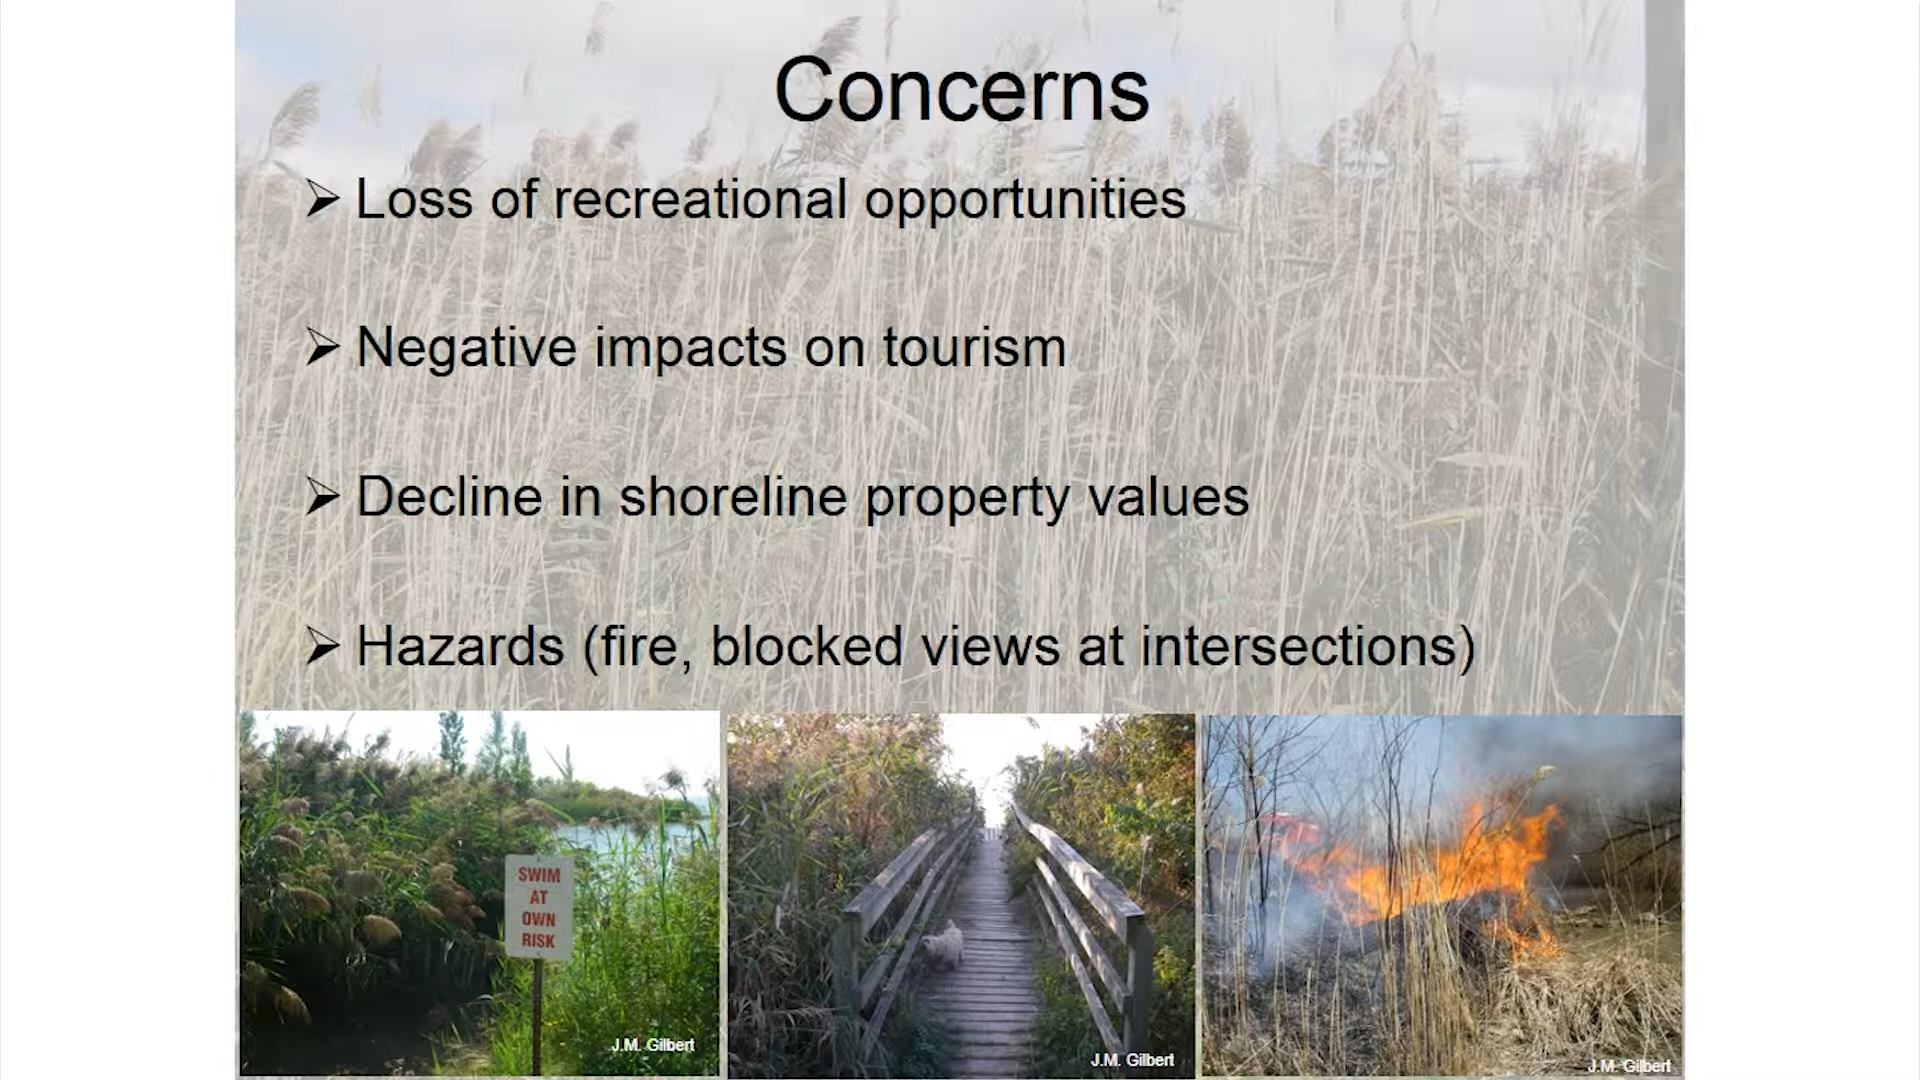 Concerns
Loss of recreational opportunities
Negative impacts on tourism
Decline in shoreline property values
Hazards (fire, blocked views at intersections)
SWIM
AT
OWN
RISK
J.M. Gilbert
J.M. Gilbert
J.M. Gilbert